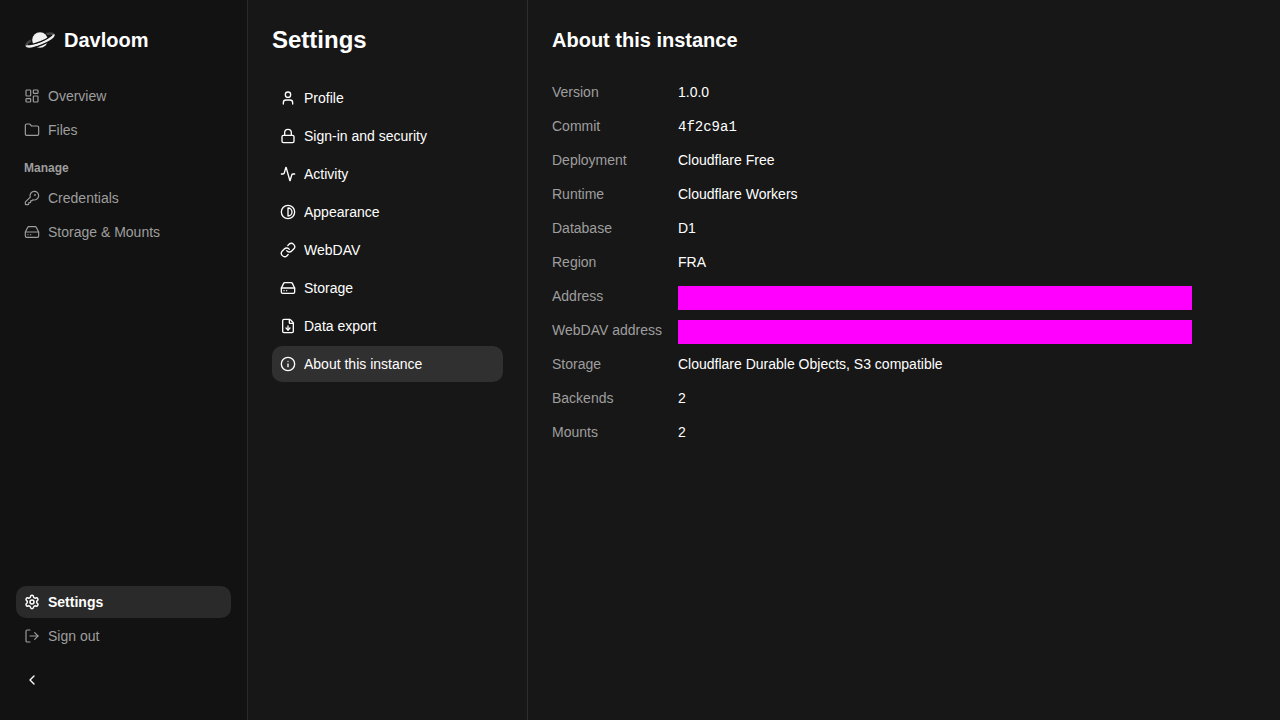 Davloom
Overview
Files
Manage
Credentials
Storage & Mounts
Settings
Sign out
Settings
Profile
Sign-in and security
Activity
Appearance
WebDAV
Storage
Data export
About this instance
About this instance
Version 1.0.0
Commit 4f2c9a1
Deployment Cloudflare Free
Runtime Cloudflare Workers
Database D1
Region FRA
Address
WebDAV address
Storage Cloudflare Durable Objects, S3 compatible
Backends 2
Mounts 2